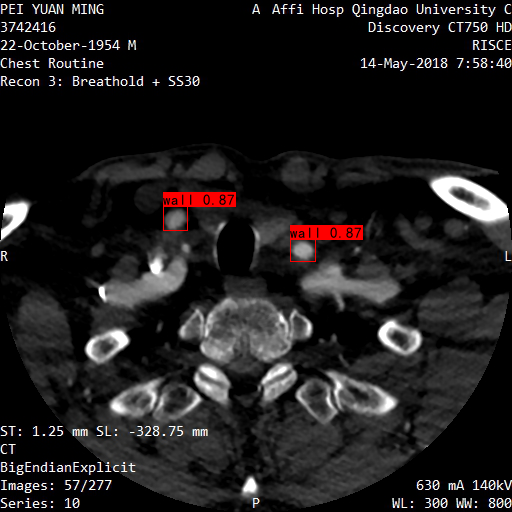 PEI YUAN MING
3742416
22-October-1954 M
Chest Routine
Recon 3: Breathold + SS30
A Affi Hosp Qingdao University C
Discovery CT750 HD
RISCE
14-May-2018 7:58:40
wall 0.87
wall 0.87
R
L
ST: 1.25 mm SL: -328.75 mm
CT
BigEndianExplicit
Images: 57/277
Series: 10
P
630 mA 140kV
WL: 300 WW: 800